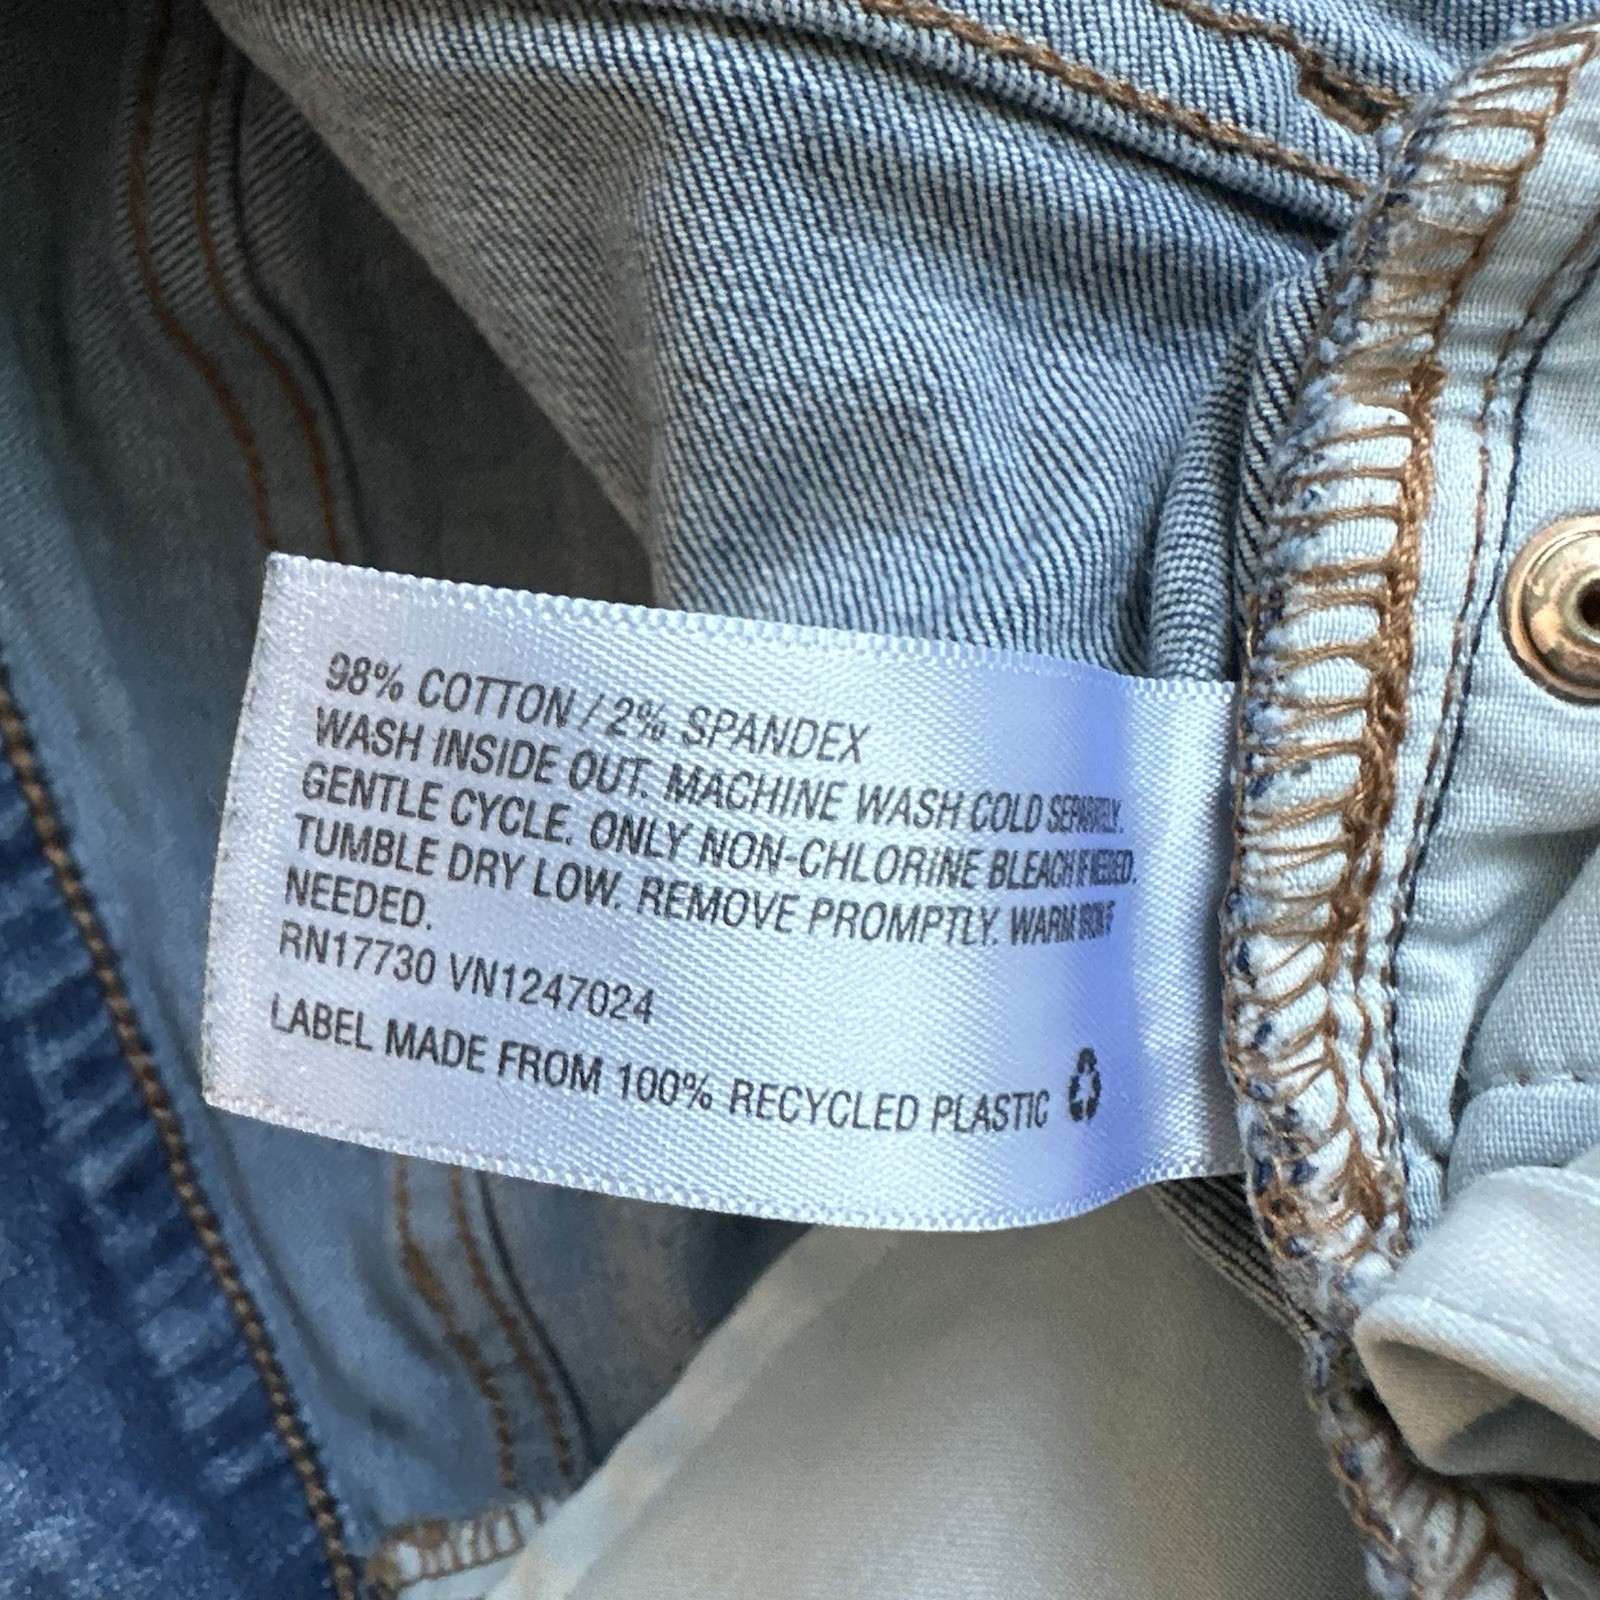 98% COTTON / 2% SPANDEX
WASH INSIDE OUT. MACHINE WASH COLD SEPARATELY.
GENTLE CYCLE. ONLY NON-CHLORINE BLEACH IF NEEDED.
TUMBLE DRY LOW. REMOVE PROMPTLY. WARM IRON IF
NEEDED.
RN17730 VN1247024
LABEL MADE FROM 100% RECYCLED PLASTIC